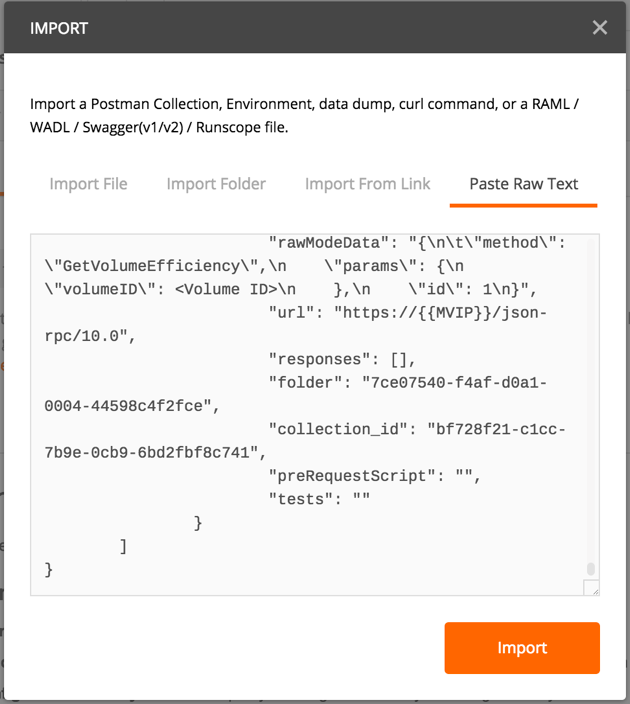 IMPORT
Import a Postman Collection, Environment, data dump, curl command, or a RAML /
WADL / Swagger(v1/v2) / Runscope file.
Import File Import Folder Import From Link Paste Raw Text
"rawModeData": "{\n\t\"method\":
\"GetVolumeEfficiency\",\n    \"params\": {\n
\"volumeID\": <Volume ID>\n    },\n    \"id\": 1\n}",
"url": "https://{{MVIP}}/json-
rpc/10.0",
"responses": [],
"folder": "7ce07540-f4af-d0a1-
0004-44598c4f2fce",
"collection_id": "bf728f21-c1cc-
7b9e-0cb9-6bd2fbf8c741",
"preRequestScript": "",
"tests": ""
}
]
}
Import